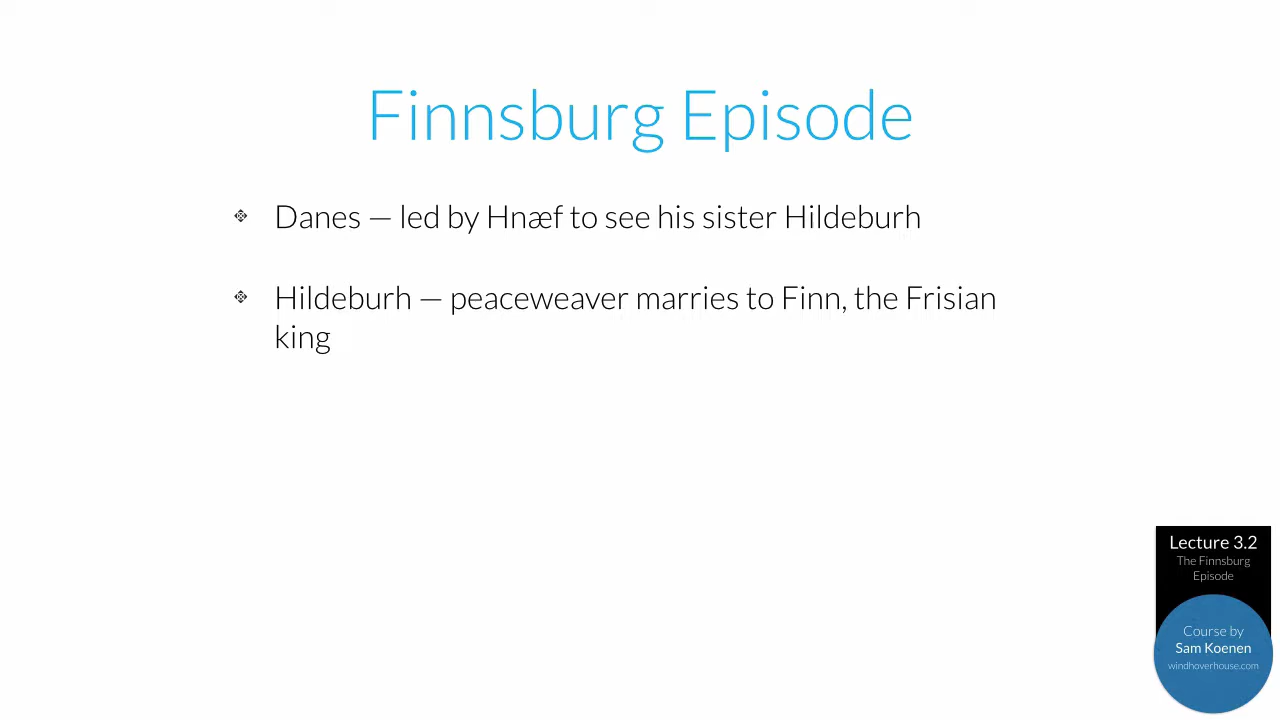 Finnsburg Episode
Danes — led by Hnæf to see his sister Hildeburh
Hildeburh — peaceweaver marries to Finn, the Frisian
king
Lecture 3.2
The Finnsburg
Episode
Course by
Sam Koenen
windhoverhouse.com